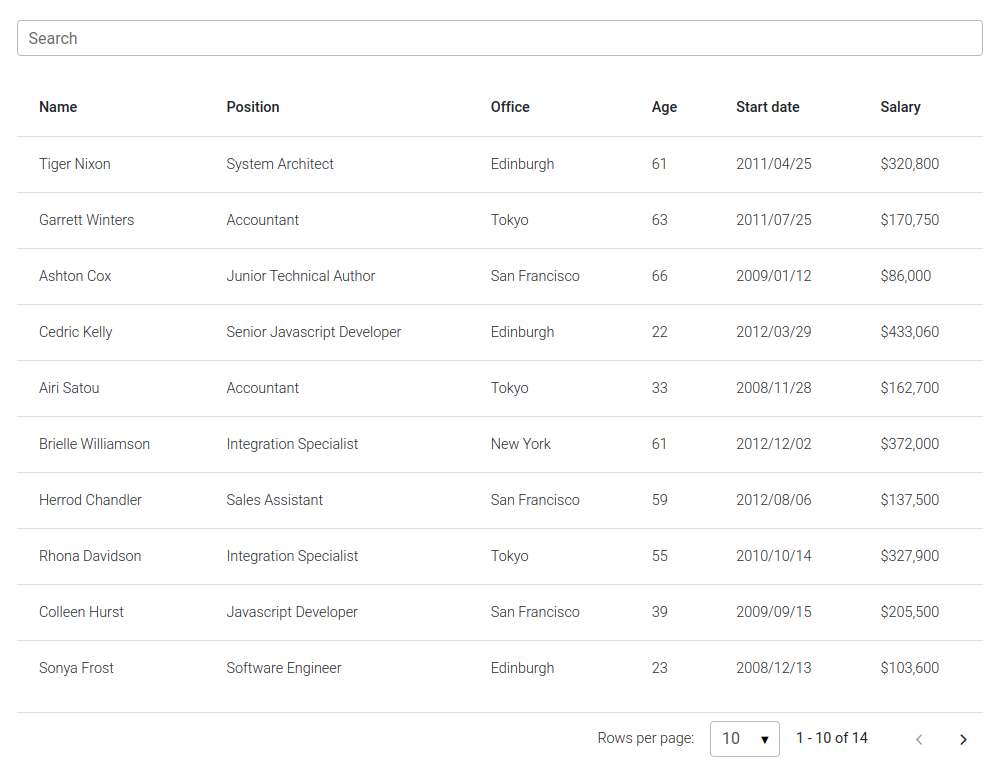 Search
Name Position Office Age Start date Salary
Tiger Nixon System Architect Edinburgh 61 2011/04/25 $320,800
Garrett Winters Accountant Tokyo 63 2011/07/25 $170,750
Ashton Cox Junior Technical Author San Francisco 66 2009/01/12 $86,000
Cedric Kelly Senior Javascript Developer Edinburgh 22 2012/03/29 $433,060
Airi Satou Accountant Tokyo 33 2008/11/28 $162,700
Brielle Williamson Integration Specialist New York 61 2012/12/02 $372,000
Herrod Chandler Sales Assistant San Francisco 59 2012/08/06 $137,500
Rhona Davidson Integration Specialist Tokyo 55 2010/10/14 $327,900
Colleen Hurst Javascript Developer San Francisco 39 2009/09/15 $205,500
Sonya Frost Software Engineer Edinburgh 23 2008/12/13 $103,600
Rows per page: 10 1 - 10 of 14